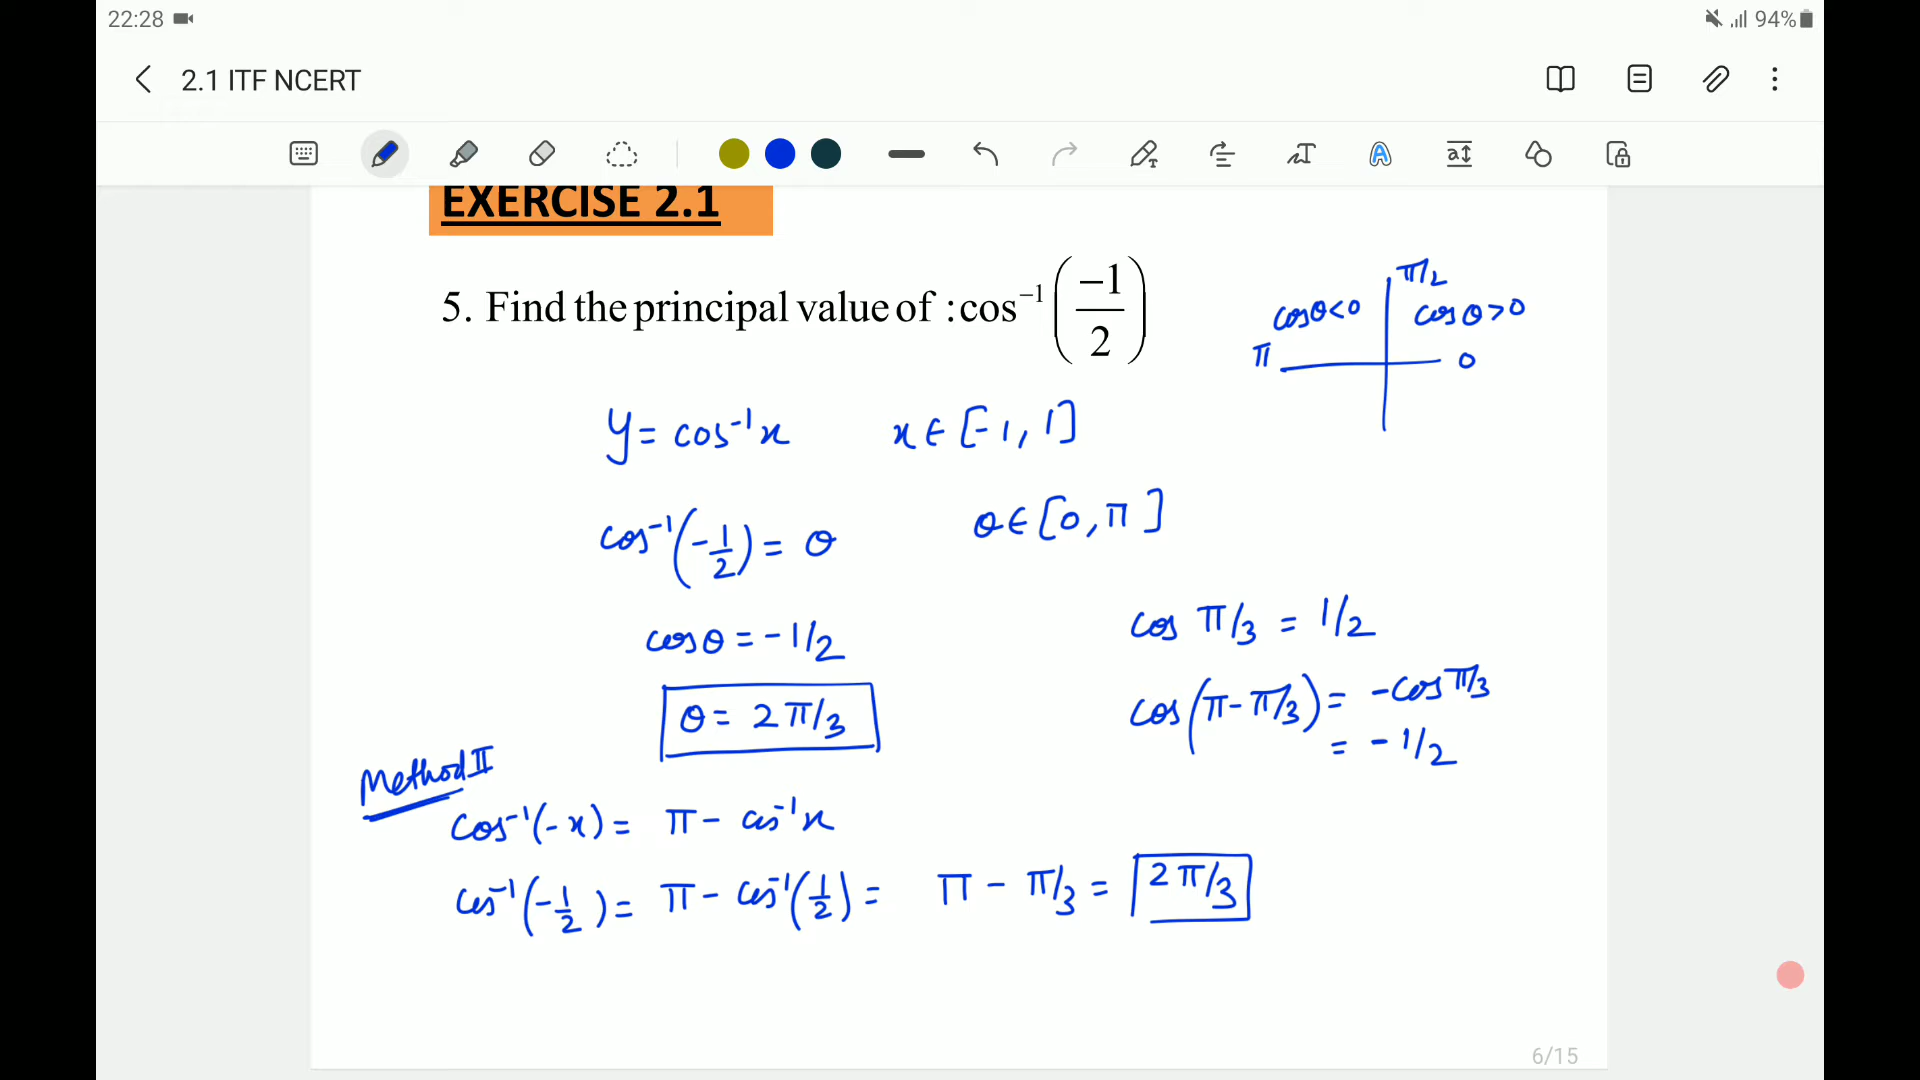 22:28
94%
2.1 ITF NCERT
EXERCISE 2.1
5. Find the principal value of : cos⁻¹(-1/2)
π/2
cosθ<0 cosθ>0
π 0
y = cos⁻¹x x ∈ [-1, 1]
cos⁻¹(-1/2) = θ θ ∈ [0, π]
cosθ = -1/2
cos π/3 = 1/2
θ = 2π/3
cos(π - π/3) = -cos π/3
= -1/2
Method II
cos⁻¹(-x) = π - cos⁻¹x
cos⁻¹(-1/2) = π - cos⁻¹(1/2) = π - π/3 = 2π/3
6/15